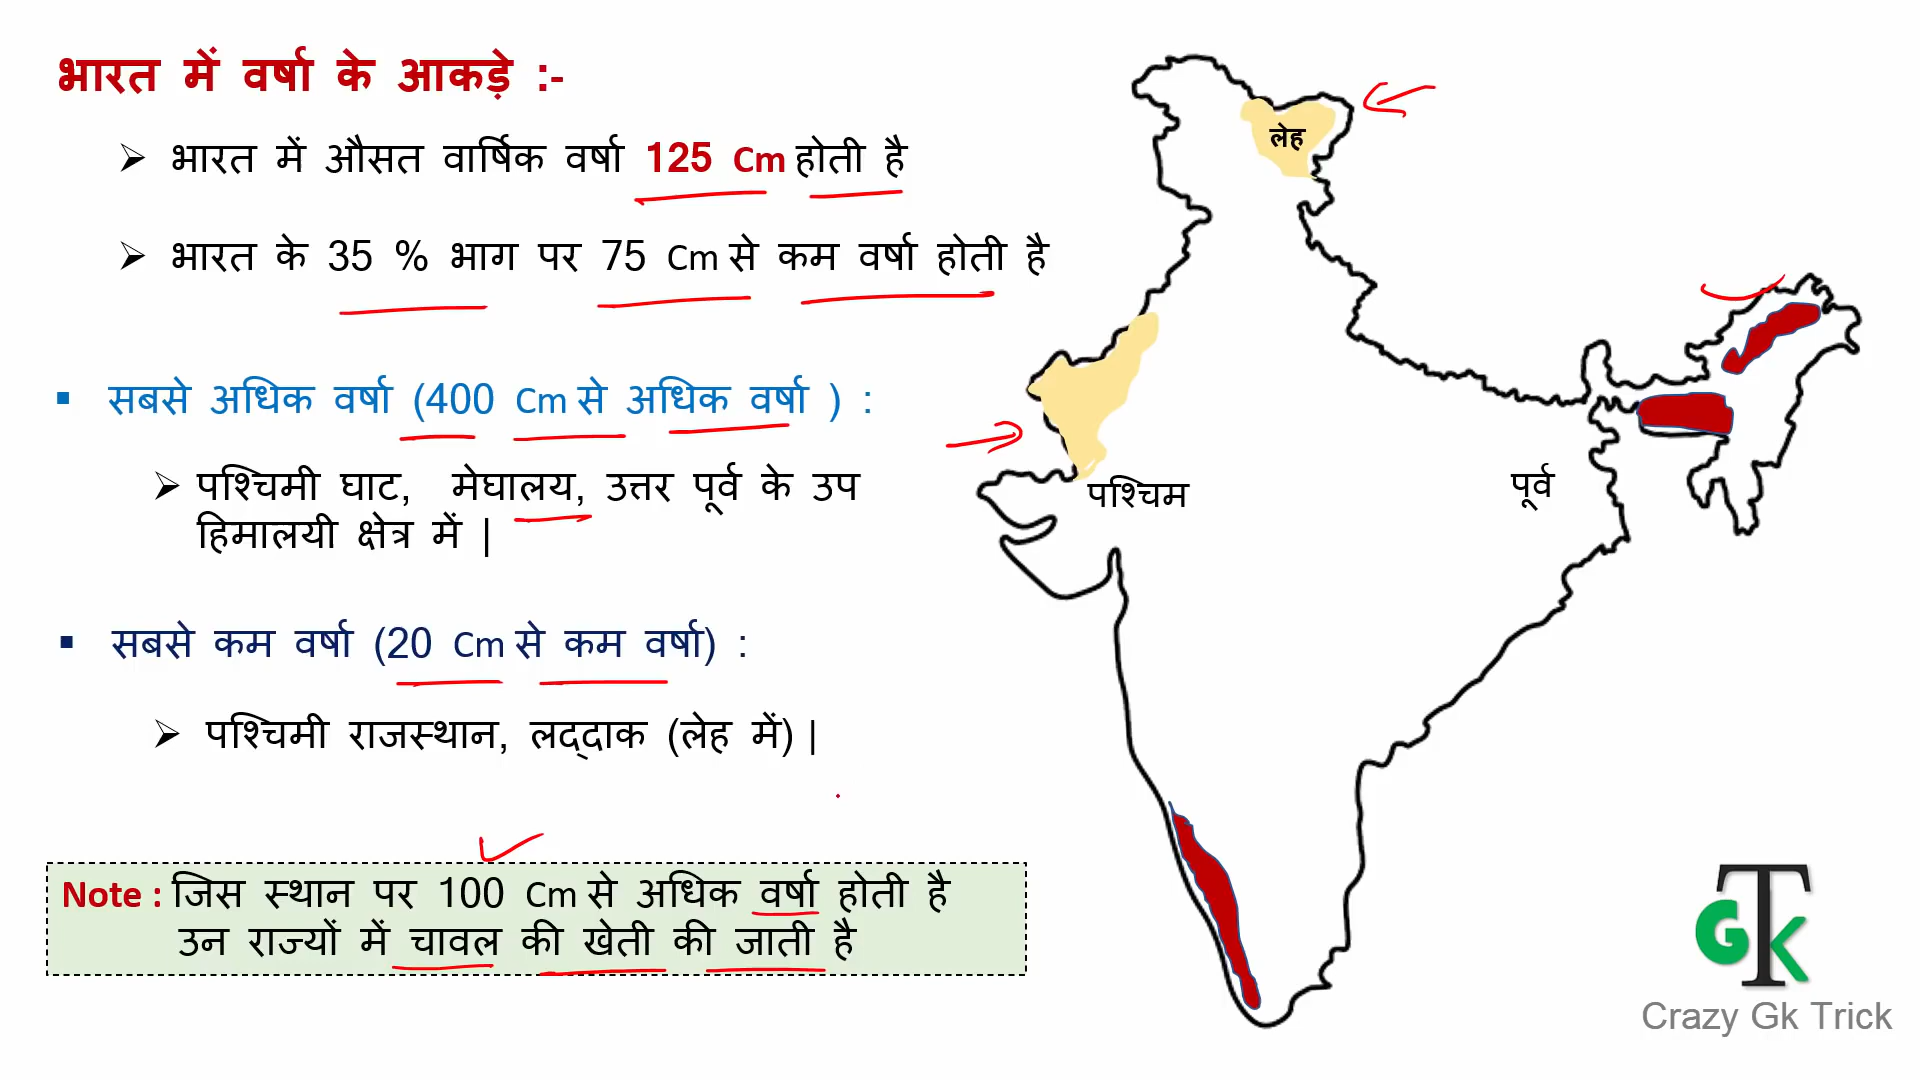 भारत में वर्षा के आकड़े :-
➢ भारत में औसत वार्षिक वर्षा 125 Cm होती है
➢ भारत के 35 % भाग पर 75 Cm से कम वर्षा होती है
▪ सबसे अधिक वर्षा (400 Cm से अधिक वर्षा ) :
➢ पश्चिमी घाट, मेघालय, उत्तर पूर्व के उप
हिमालयी क्षेत्र में |
▪ सबसे कम वर्षा (20 Cm से कम वर्षा) :
➢ पश्चिमी राजस्थान, लद्दाक (लेह में) |
Note : जिस स्थान पर 100 Cm से अधिक वर्षा होती है
उन राज्यों में चावल की खेती की जाती है
लेह
पश्चिम
पूर्व
GTK
Crazy Gk Trick